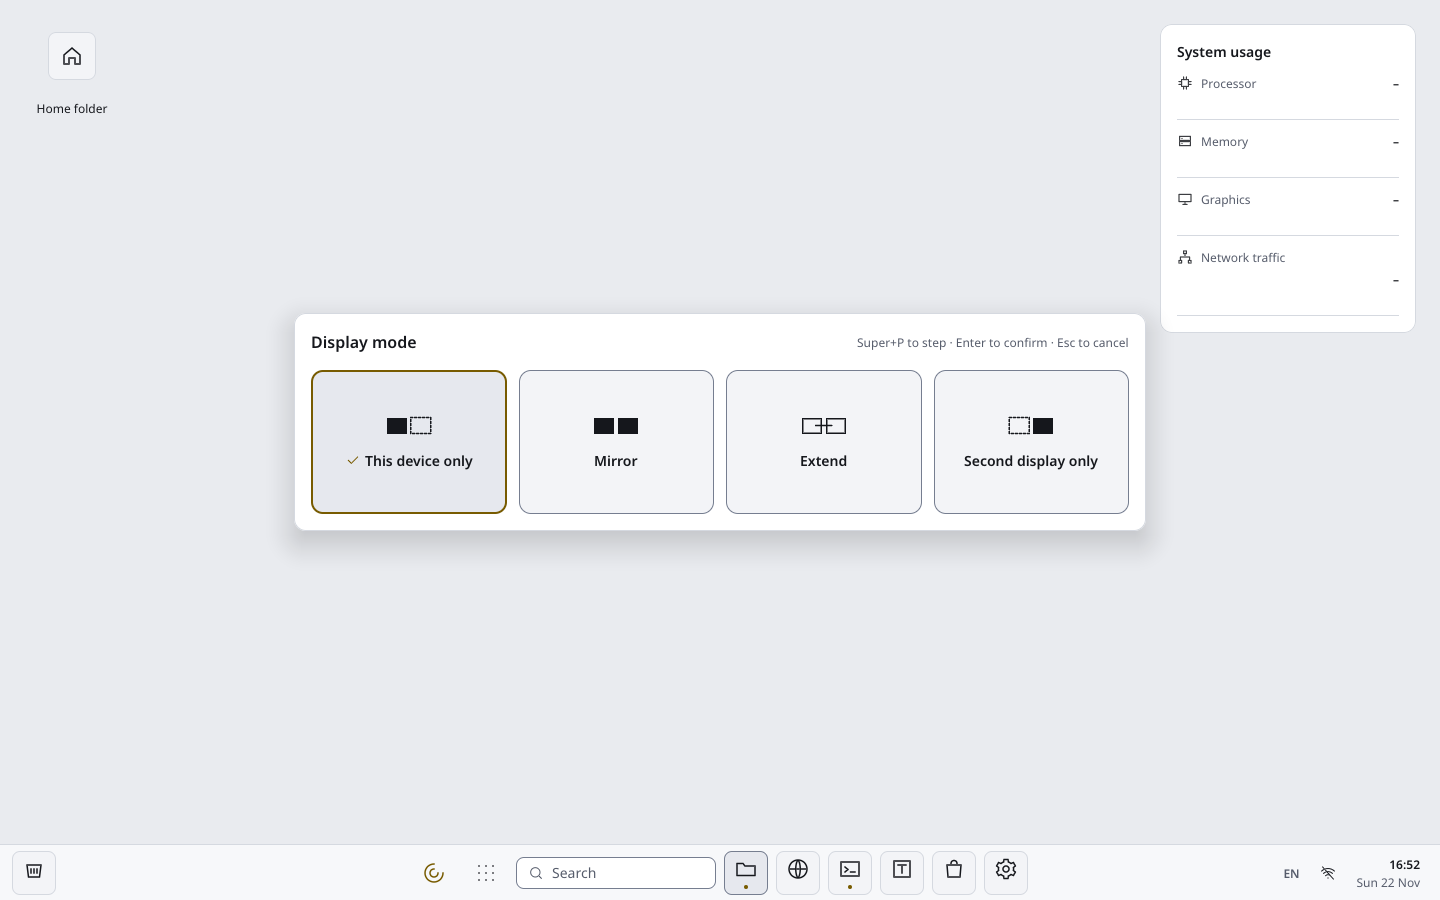 Home folder
System usage
Processor
–
Memory
–
Graphics
–
Network traffic
–
Display mode
Super+P to step · Enter to confirm · Esc to cancel
This device only
Mirror
Extend
Second display only
Search
EN
16:52
Sun 22 Nov